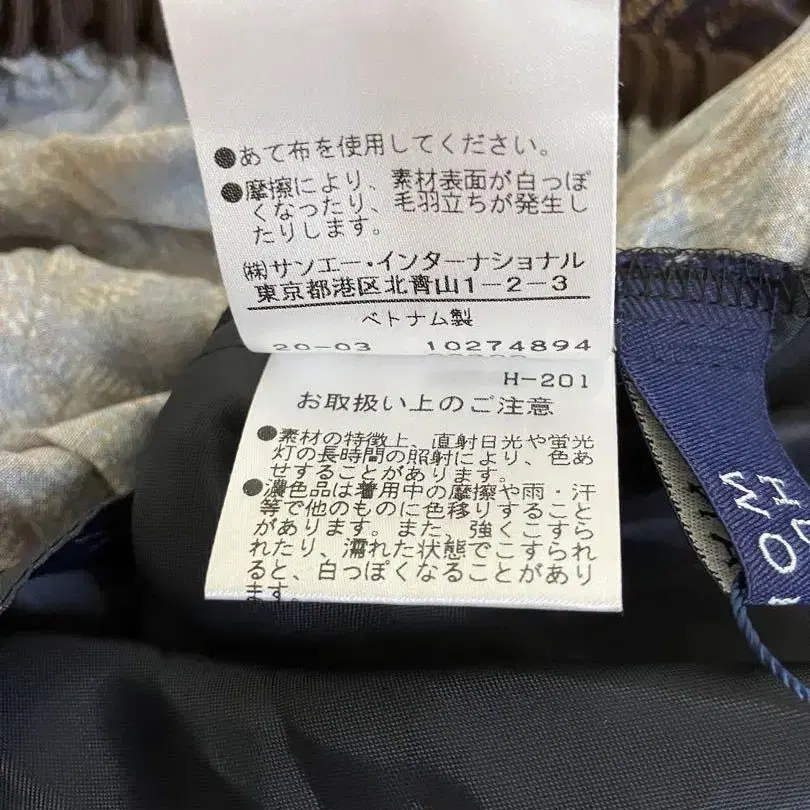 ●あて布を使用してください。
●摩擦により、素材表面が白っぽ
くなったり、毛羽立ちが発生し
たりします。
㈱サンエー・インターナショナル
東京都港区北青山1-2-3
ベトナム製
20-03 10274894
H-201
お取扱い上のご注意
●素材の特徴上、直射日光や蛍光
灯の長時間の照射により、色あ
せすることがあります。
●濃色品は着用中の摩擦や雨・汗
等で他のものに色移りすること
があります。また、強くこすら
れたり、濡れた状態でこすられ
ると、白っぽくなることがあり
ます。